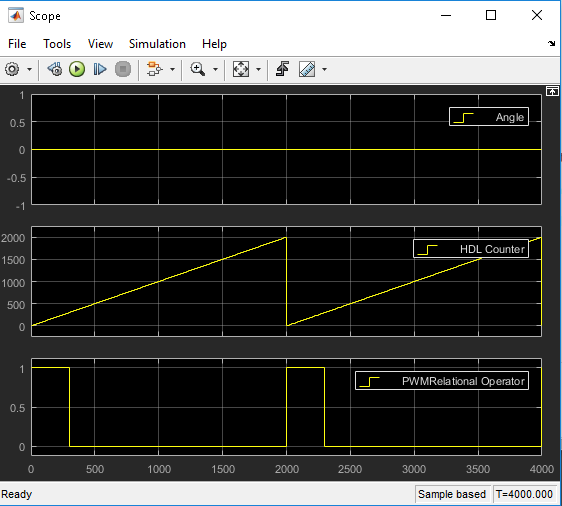 Scope
File Tools View Simulation Help
1
0.5
0
-0.5
-1
Angle
2000
1500
1000
500
0
HDL Counter
1
0.5
0
PWMRelational Operator
0 500 1000 1500 2000 2500 3000 3500 4000
Ready Sample based T=4000.000